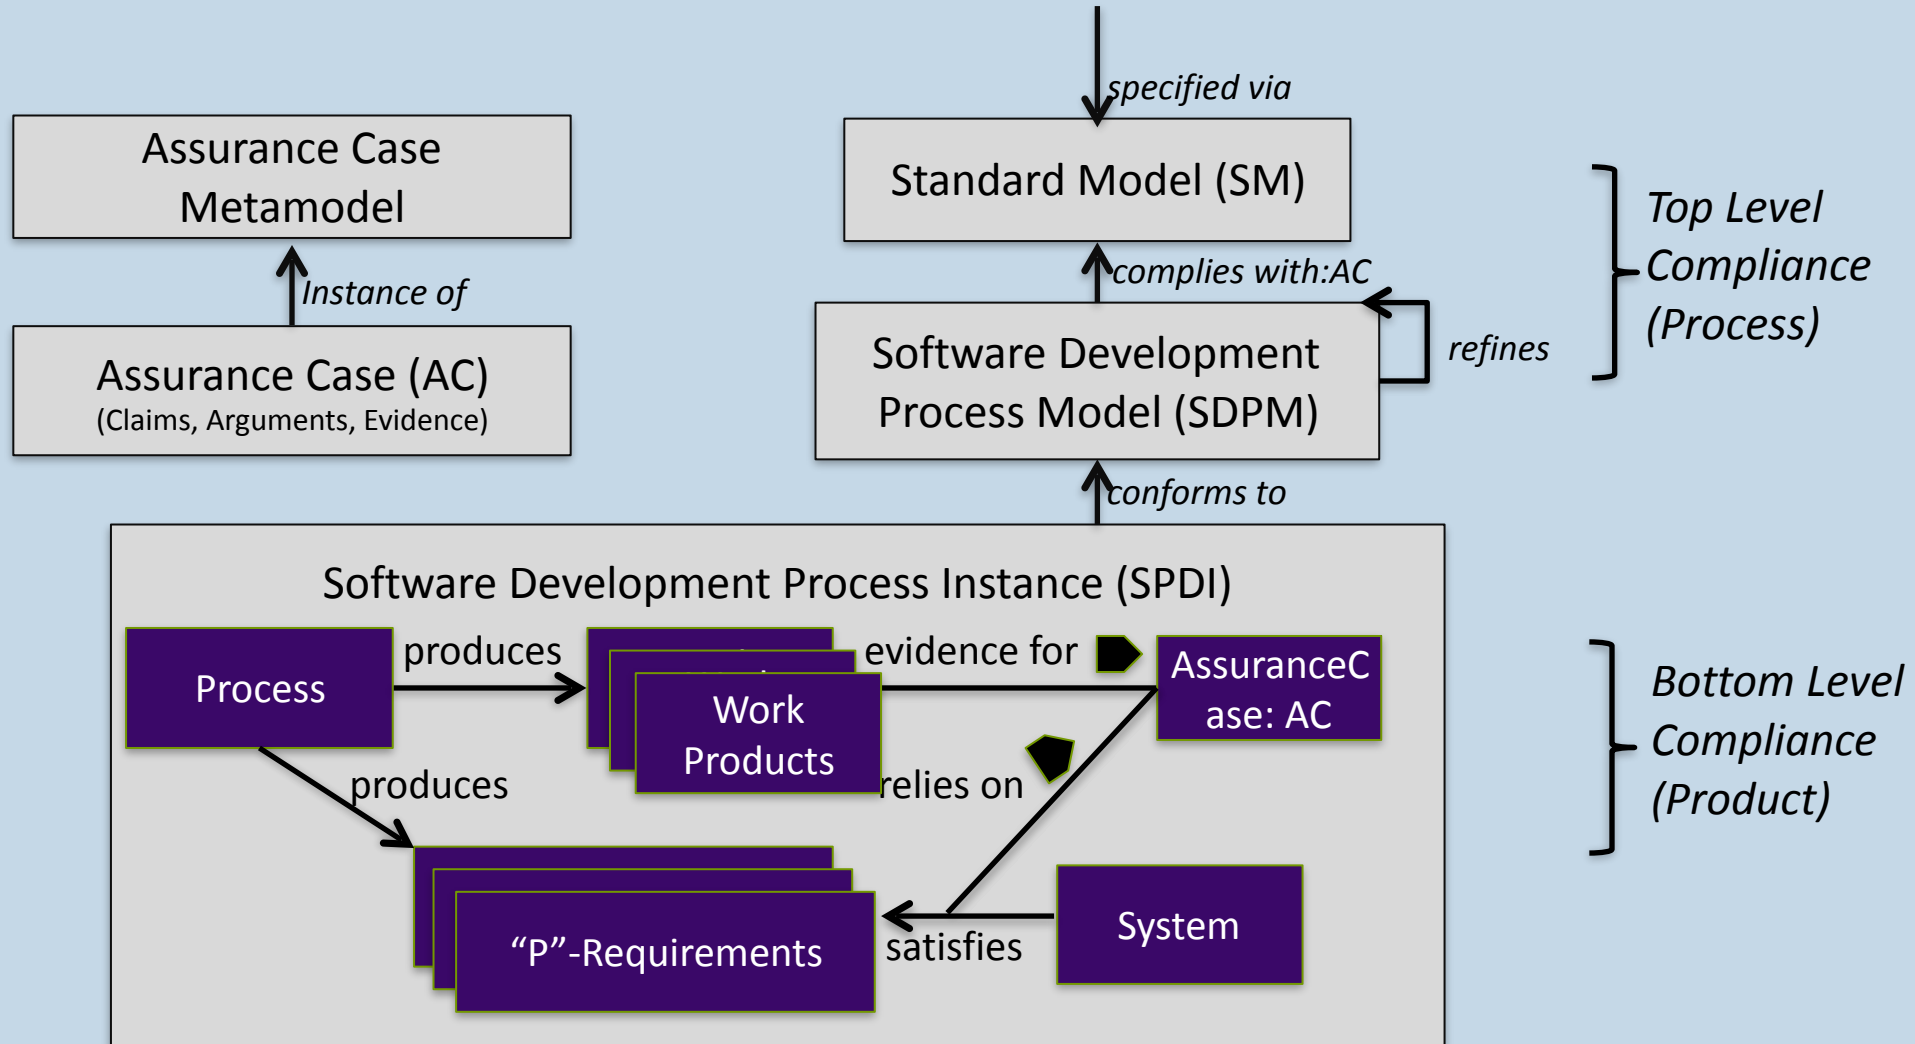 specified via
Assurance Case
Metamodel
Standard Model (SM)
Top Level
Compliance
(Process)
complies with:AC
Instance of
refines
Assurance Case (AC)
(Claims, Arguments, Evidence)
Software Development
Process Model (SDPM)
conforms to
Software Development Process Instance (SPDI)
Process
produces
evidence for
AssuranceC
ase: AC
Work
Products
Bottom Level
Compliance
(Product)
produces
relies on
"P"-Requirements
satisfies
System